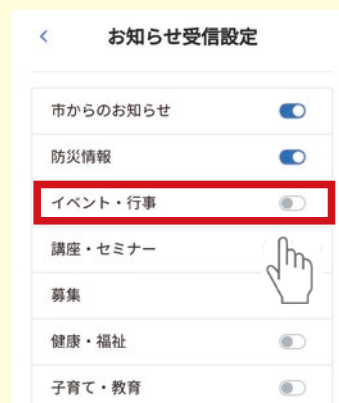 お知らせ受信設定
市からのお知らせ
防災情報
イベント・行事
講座・セミナー
募集
健康・福祉
子育て・教育